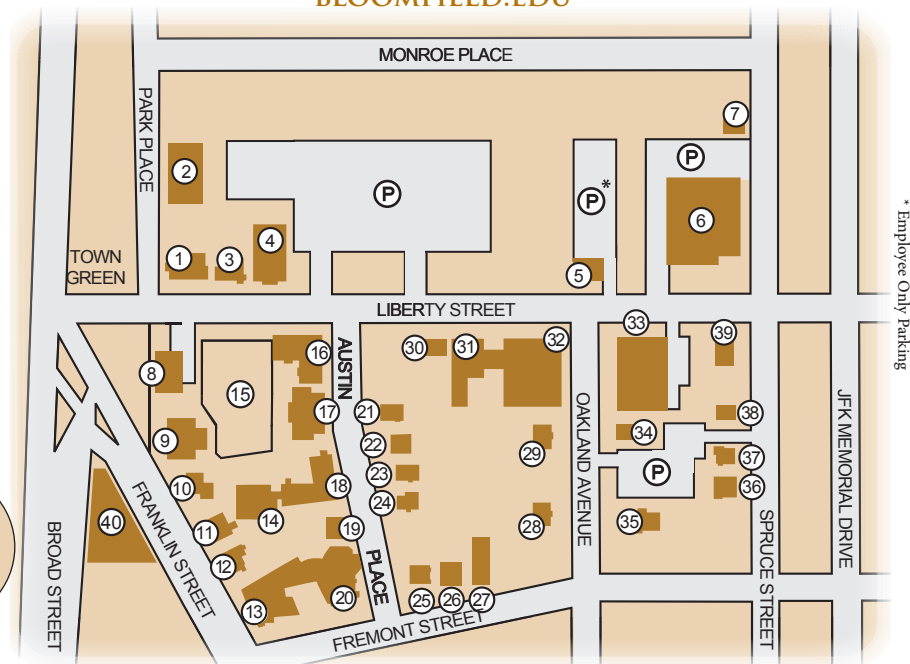 BLOOMFIELD.EDU
MONROE PLACE
PARK PLACE
7
P
2
P
P
*
6
* Employee Only Parking
4
1
3
5
TOWN
GREEN
LIBERTY STREET
33
39
32
30
31
16
AUSTIN
8
15
17
21
OAKLAND AVENUE
JFK MEMORIAL DRIVE
38
34
22
9
29
37
23
P
36
10
18
24
FRANKLIN STREET
40
14
11
19
28
35
BROAD STREET
SPRUCE STREET
12
PLACE
13
20
25
26
27
FREMONT STREET